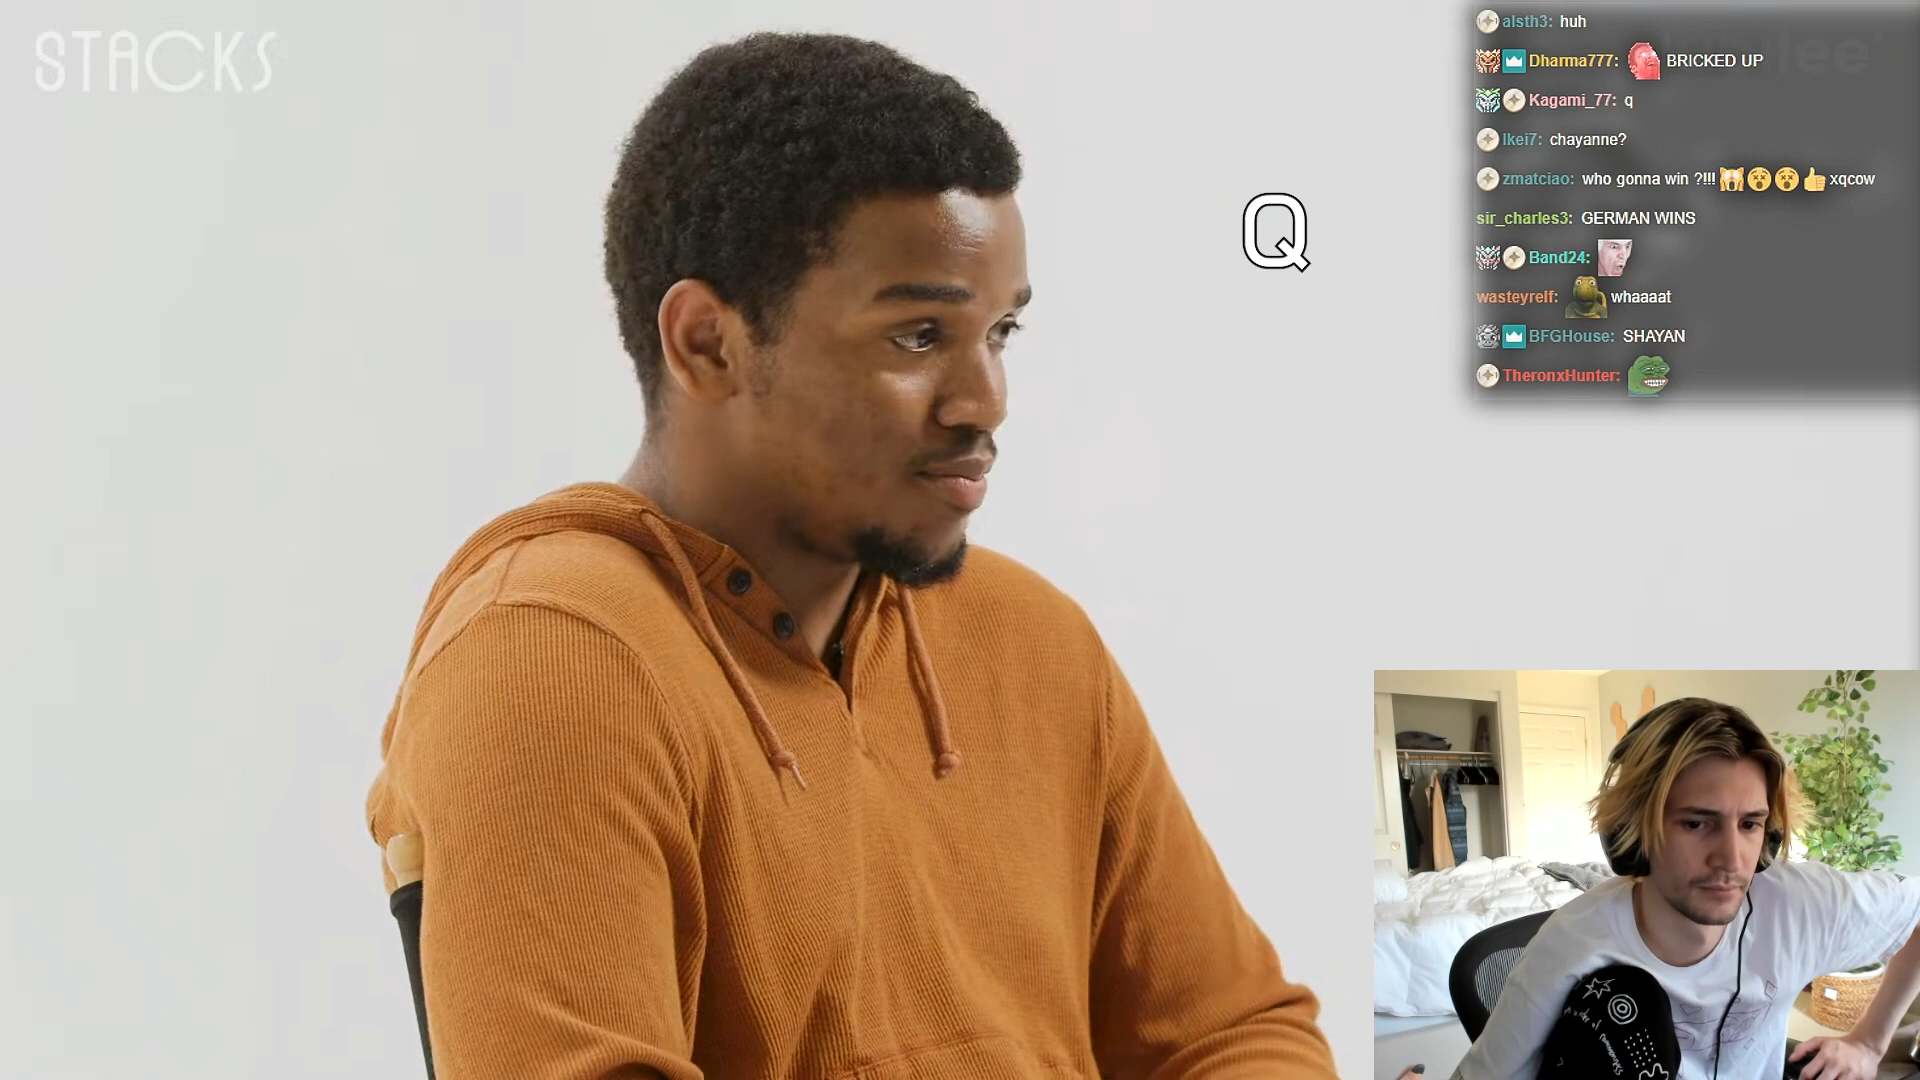 STACKS
Q
alsth3: huh
Dharma777: BRICKED UP
Kagami_77: q
lkei7: chayanne?
zmatciao: who gonna win ?!!! xqcow
sir_charles3: GERMAN WINS
Band24:
wasteyrelf: whaaaat
BFGHouse: SHAYAN
TheronxHunter: